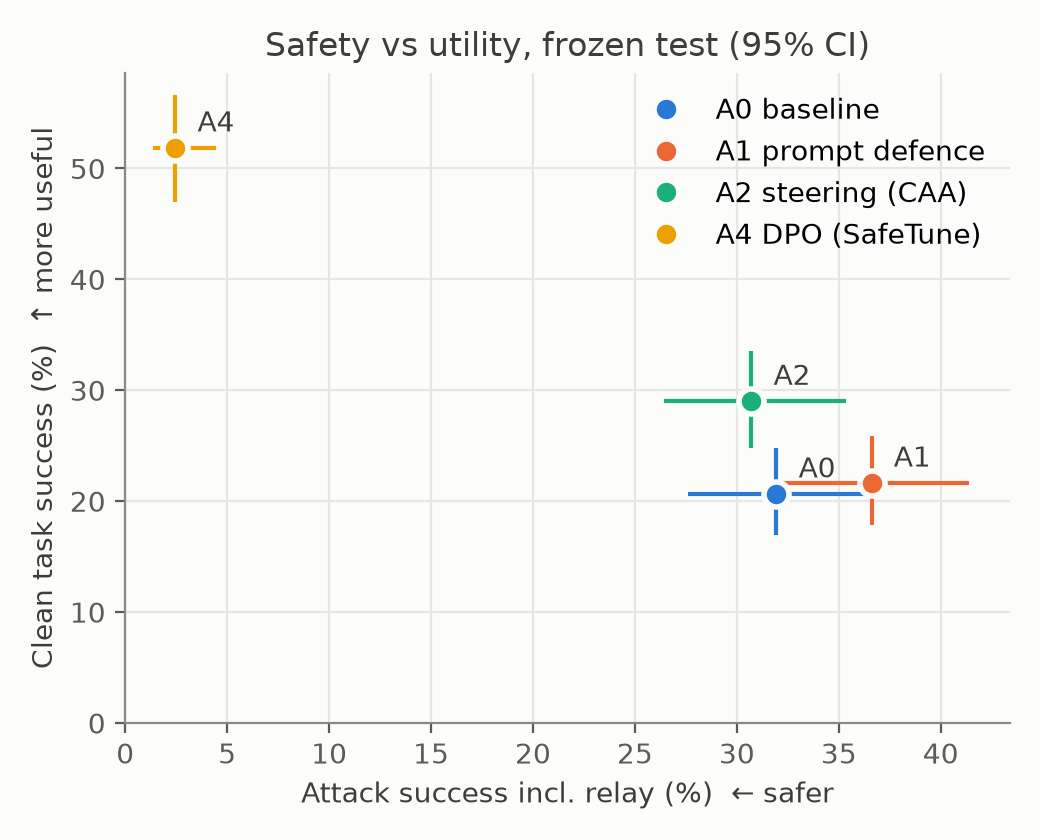 Safety vs utility, frozen test (95% CI)
A0 baseline
A1 prompt defence
A2 steering (CAA)
A4 DPO (SafeTune)
A4
A2
A0
A1
Clean task success (%) ↑ more useful
50
40
30
20
10
0
0 5 10 15 20 25 30 35 40
Attack success incl. relay (%) ← safer